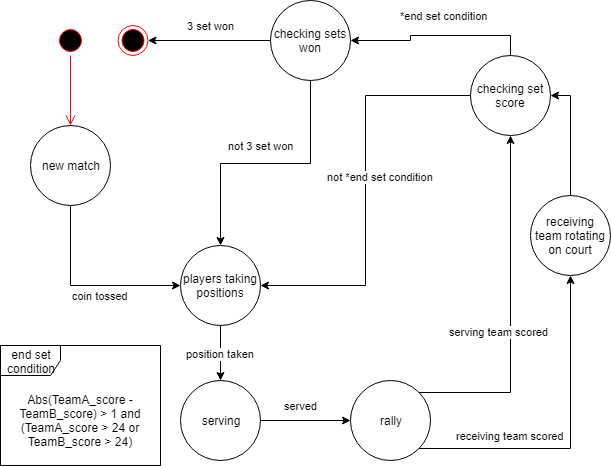 *end set condition
3 set won
checking sets
won
checking set
score
not 3 set won
new match
not *end set condition
receiving
team rotating
on court
players taking
positions
coin tossed
serving team scored
position taken
end set
condition
Abs(TeamA_score -
TeamB_score) > 1 and
(TeamA_score > 24 or
TeamB_score > 24)
serving
served
rally
receiving team scored